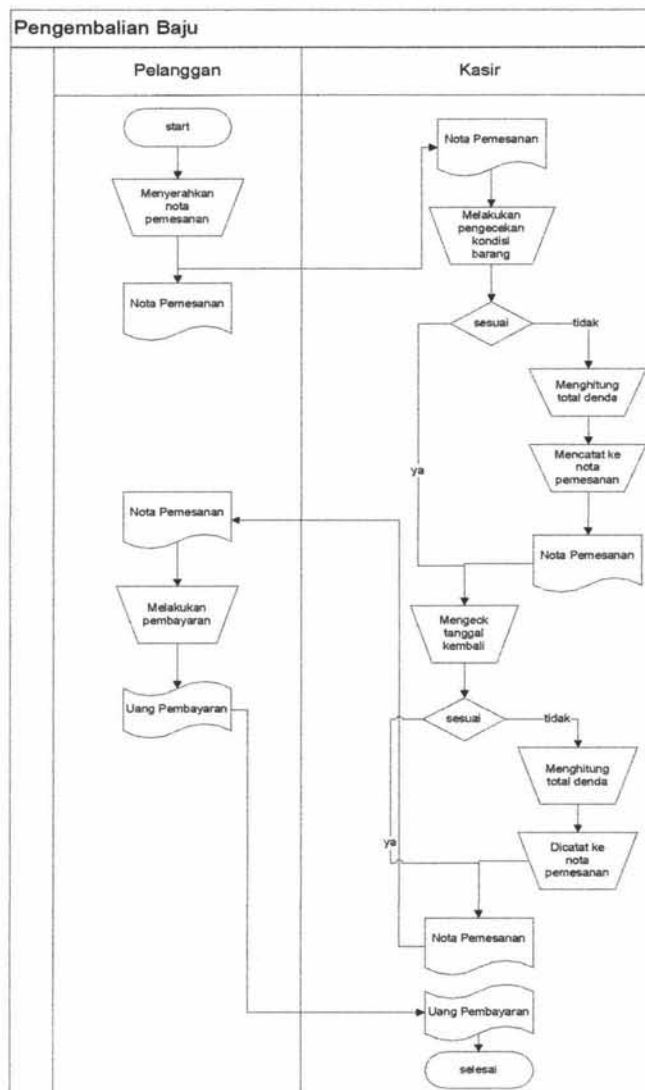 Pengembalian Baju
Pelanggan
Kasir
start
Menyerahkan
nota
pemesanan
Nota Pemesanan
Nota Pemesanan
Melakukan
pengecekan
kondisi
barang
sesuai
tidak
Menghitung
total denda
ya
Mencatat ke
nota
pemesanan
Nota Pemesanan
Nota Pemesanan
Melakukan
pembayaran
Uang Pembayaran
Mengeck
tanggal
kembali
sesuai
tidak
Menghitung
total denda
ya
Dicatat ke
nota
pemesanan
Nota Pemesanan
Uang Pembayaran
selesai